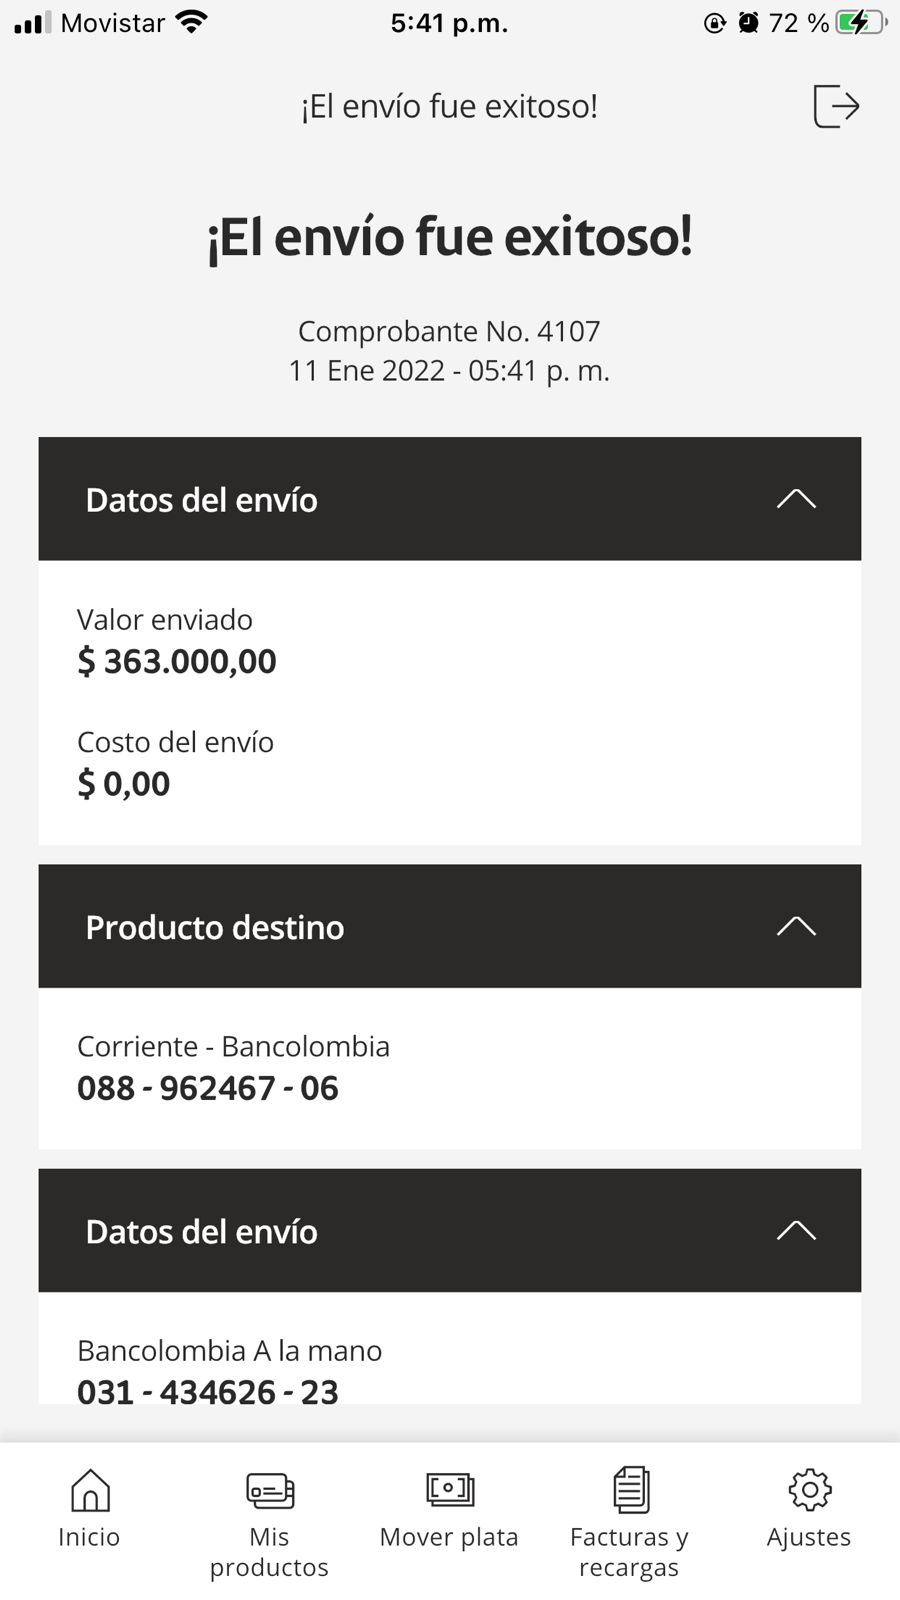 Movistar 5:41 p.m. 72 %
¡El envío fue exitoso!
¡El envío fue exitoso!
Comprobante No. 4107
11 Ene 2022 - 05:41 p. m.
Datos del envío
Valor enviado
$ 363.000,00
Costo del envío
$ 0,00
Producto destino
Corriente - Bancolombia
088 - 962467 - 06
Datos del envío
Bancolombia A la mano
031 - 434626 - 23
Inicio
Mis productos
Mover plata
Facturas y recargas
Ajustes